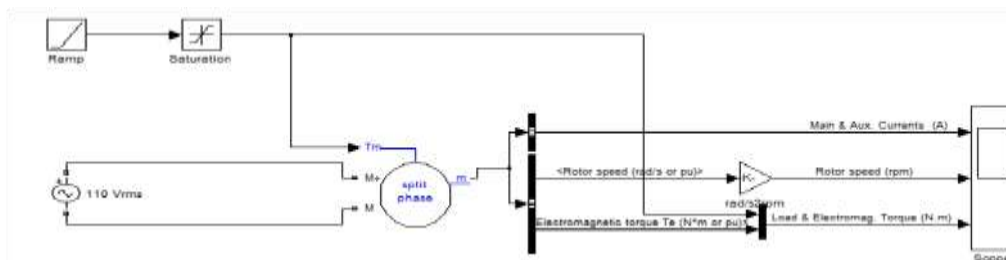 Ramp
Saturation
Main & Aux. Currents (A)
Tm
110 Vrms
M+
M
split
phase
m
<Rotor speed (rad/s or pu)>
K-
Rotor speed (rpm)
rad/s2rpm
Electromagnetic torque Te (N*m or pu)>
Load & Electromag. Torque (N m)